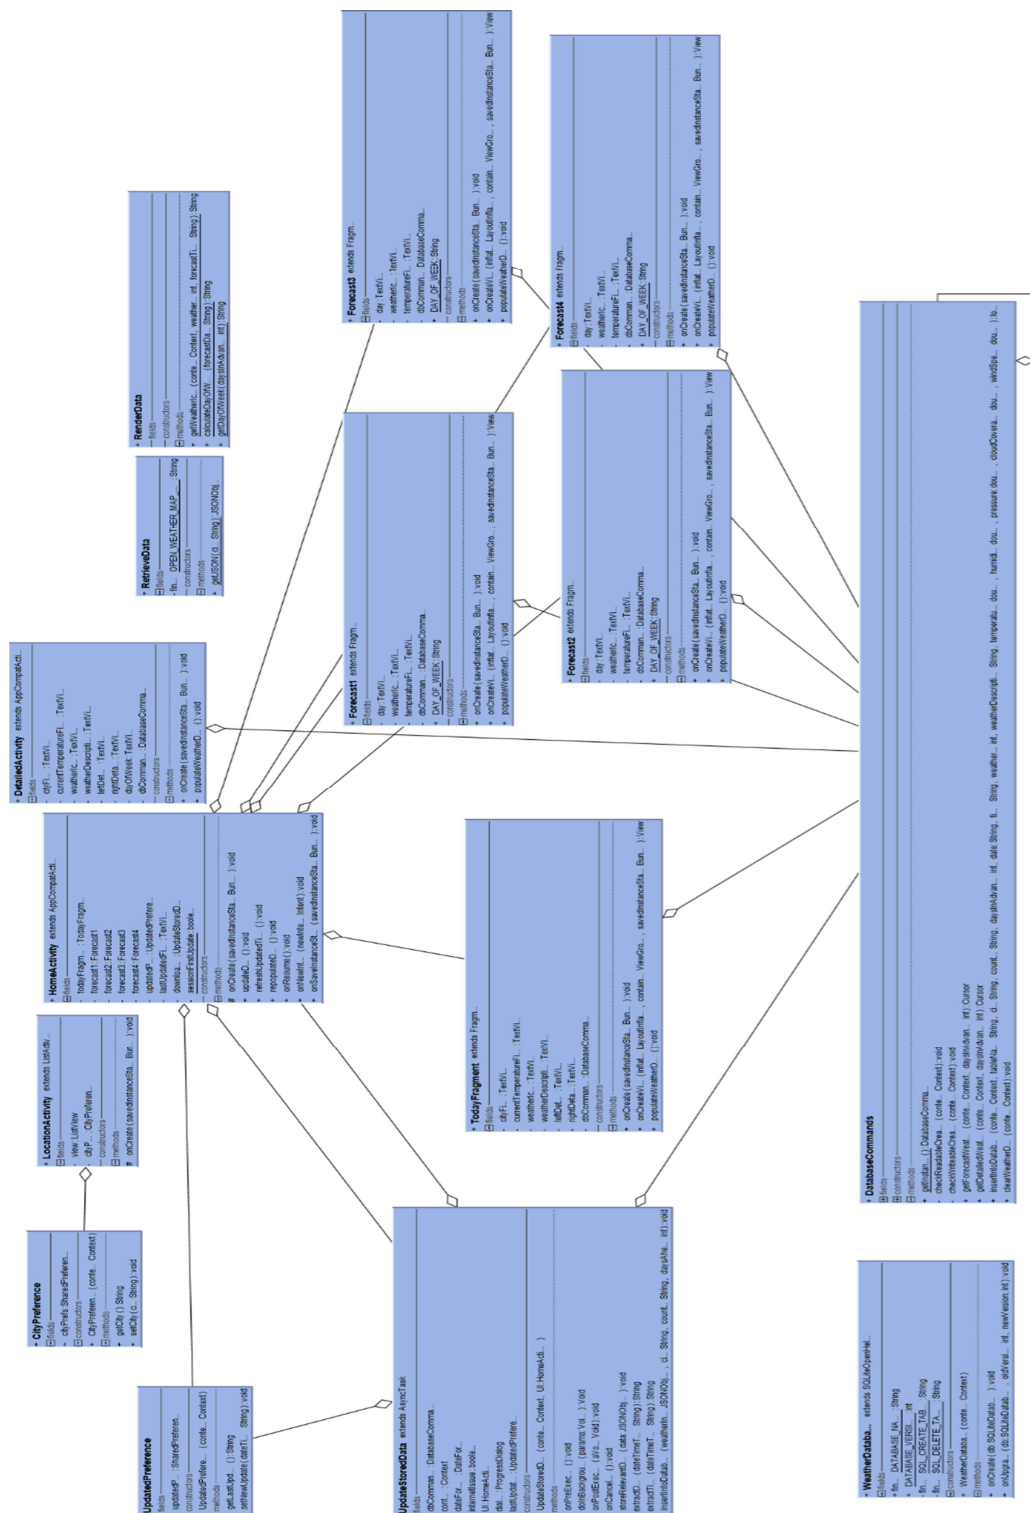 + CityPreference
fields
~ cityPrefs:SharedPreferen...
constructors
+ CityPreferen... (conte... Context)
methods
+ getCity ():String
+ setCity (ci... String):void
+ LocationActivity extends ListActiv...
fields
- view:ListView
- cityP... :CityPreferen...
constructors
methods
# onCreate (savedInstanceSta... Bun... ):void
+ HomeActivity extends AppCompatActi...
fields
- todayFragm... :TodayFragm...
- forecast1:Forecast1
- forecast2:Forecast2
- forecast3:Forecast3
- forecast4:Forecast4
- updatedP... :UpdatedPrefere...
- lastUpdatedFi... :TextVi...
- downloa... :UpdateStoredD...
- sessionFirstUpdate:boole...
constructors
methods
# onCreate (savedInstanceSta... Bun... ):void
+ updateD... ():void
+ refreshUpdatedTi... ():void
+ repopulateD... ():void
+ onResume():void
+ onNewInt... (newInte... Intent):void
+ onSaveInstanceSt... (savedInstanceSta... Bun... ):void
+ DetailedActivity extends AppCompatActi...
fields
- cityFi... :TextVi...
- currentTemperatureFi... :TextVi...
- weatherIc... :TextVi...
- weatherDescripti... :TextVi...
- leftDet... :TextVi...
- rightDeta... :TextVi...
- dayOfWeek:TextVi...
- dbComman... :DatabaseComma...
constructors
methods
+ onCreate (savedInstanceSta... Bun... ):void
+ populateWeatherD... ():void
+ RetrieveData
fields
- fin... OPEN_WEATHER_MAP_... :String
constructors
methods
+ getJSON (ci... String):JSONObj...
+ RenderData
fields
constructors
methods
+ getWeatherIc... (conte... Context, weather... int, forecastTi... String):String
+ calculateDayOfW... (forecastDa... String):String
+ getDayOfWeek (daysInAdvan... int):String
UpdatedPreference
fields
updatedP... :SharedPreferen...
constructors
UpdatedPrefere... (conte... Context)
methods
getLastUpd... ():String
setNewUpdate (dateTi... String):void
UpdateStoredData extends AsyncTask
fields
dbComman... :DatabaseComma...
cont... :Context
dateFor... :DateFor...
internetIssue:boole...
UI:HomeActi...
dial... :ProgressDialog
lastUpdat... :UpdatedPrefere...
constructors
UpdateStoredD... (conte... Context, UI:HomeActi... )
methods
onPreExec... ():void
doInBackgrou... (params:Voi... ):Void
onPostExec... (aVo... Void):void
onCancel... ():void
storeRelevantD... (data:JSONObj... ):void
extractD... (dateTimeT... String):String
extractTi... (dateTimeT... String):String
insertIntoDatab... (weatherIn... JSONObj... , ci... String, count... String, daysAhe... int):void
+ TodayFragment extends Fragm...
fields
- cityFi... :TextVi...
- currentTemperatureFi... :TextVi...
- weatherIc... :TextVi...
- weatherDescripti... :TextVi...
- leftDet... :TextVi...
- rightDeta... :TextVi...
- dbComman... :DatabaseComma...
constructors
methods
+ onCreate (savedInstanceSta... Bun... ):void
+ onCreateVi... (inflat... LayoutInfla... , contain... ViewGro... , savedInstanceSta... Bun... ):View
+ populateWeatherD... ():void
+ Forecast1 extends Fragm...
fields
- day:TextVi...
- weatherIc... :TextVi...
- temperatureFi... :TextVi...
- dbComman... :DatabaseComma...
+ DAY_OF_WEEK:String
constructors
methods
+ onCreate (savedInstanceSta... Bun... ):void
+ onCreateVi... (inflat... LayoutInfla... , contain... ViewGro... , savedInstanceSta... Bun... ):View
+ populateWeatherD... ():void
+ Forecast3 extends Fragm...
fields
- day:TextVi...
- weatherIc... :TextVi...
- temperatureFi... :TextVi...
- dbComman... :DatabaseComma...
+ DAY_OF_WEEK:String
constructors
methods
+ onCreate (savedInstanceSta... Bun... ):void
+ onCreateVi... (inflat... LayoutInfla... , contain... ViewGro... , savedInstanceSta... Bun... ):View
+ populateWeatherD... ():void
+ Forecast2 extends Fragm...
fields
- day:TextVi...
- weatherIc... :TextVi...
- temperatureFi... :TextVi...
- dbComman... :DatabaseComma...
+ DAY_OF_WEEK:String
constructors
methods
+ onCreate (savedInstanceSta... Bun... ):void
+ onCreateVi... (inflat... LayoutInfla... , contain... ViewGro... , savedInstanceSta... Bun... ):View
+ populateWeatherD... ():void
+ Forecast4 extends Fragm...
fields
- day:TextVi...
- weatherIc... :TextVi...
- temperatureFi... :TextVi...
- dbComman... :DatabaseComma...
+ DAY_OF_WEEK:String
constructors
methods
+ onCreate (savedInstanceSta... Bun... ):void
+ onCreateVi... (inflat... LayoutInfla... , contain... ViewGro... , savedInstanceSta... Bun... ):View
+ populateWeatherD... ():void
+ WeatherDataba... extends SQLiteOpenHel...
fields
+ fin... DATABASE_NA... :String
DATABASE_VERSI... :int
- fin... SQL_CREATE_TAB... :String
- fin... SQL_DELETE_TA... :String
constructors
+ WeatherDataba... (conte... Context)
methods
+ onCreate (db:SQLiteDatab... ):void
+ onUpgra... (db:SQLiteDatab... , oldVersi... int, newVersion:int):void
+ DatabaseCommands
fields
constructors
methods
+ getInstan... ():DatabaseComma...
- checkReadableCrea... (conte... Context):void
- checkWriteableCrea... (conte... Context):void
+ getForecastWeat... (conte... Context, daysInAdvan... int):Cursor
+ getDetailedWeat... (conte... Context, daysInAdvan... int):Cursor
+ insertIntoDatab... (conte... Context, tableNa... String, ci... String, count... String, daysInAdvan... int, date:String, ti... String, weather... int, weatherDescripti... String, temperatu... dou... , humidi... dou... , pressure:dou... , cloudCovera... dou... , windSpe... dou... ):lo...
+ clearWeatherD... (conte... Context):void